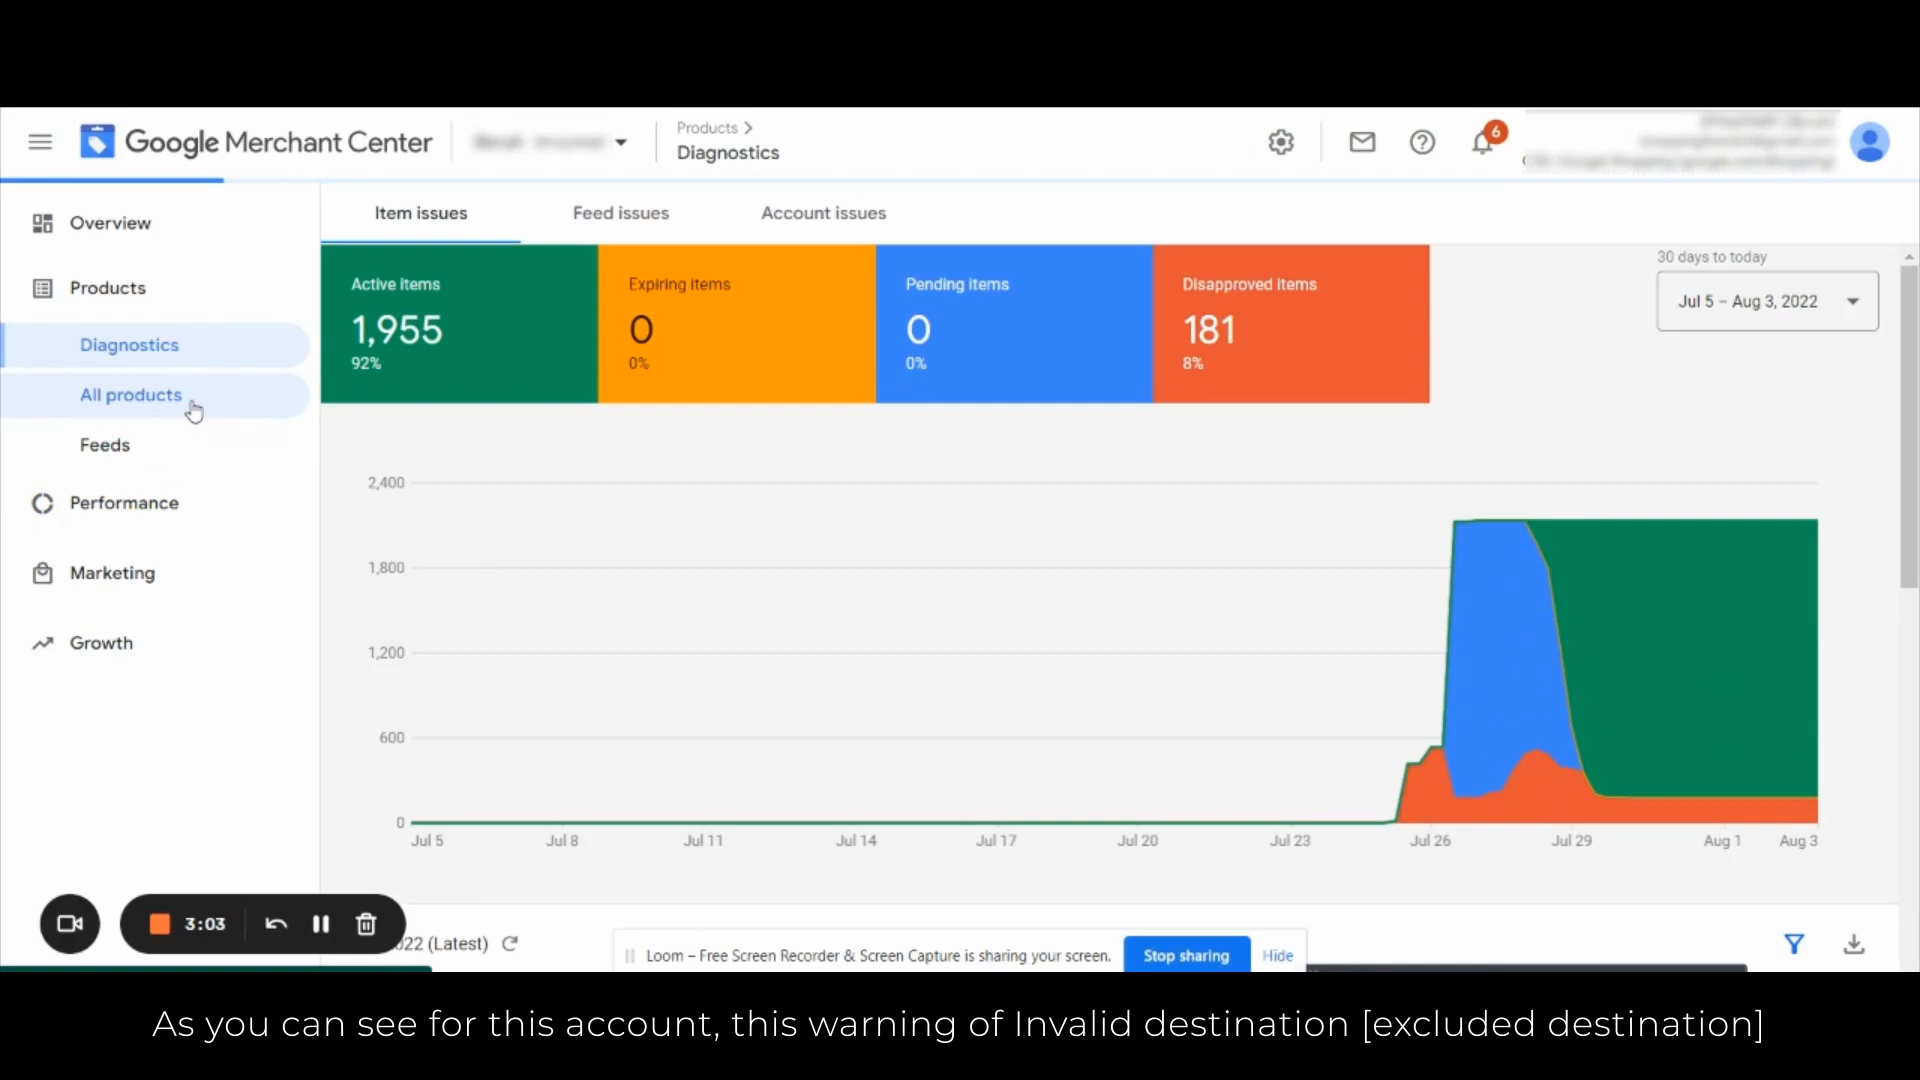 Google Merchant Center
Products
Diagnostics
6
Overview
Products
Diagnostics
All products
Feeds
Performance
Marketing
Growth
Item issues
Feed issues
Account issues
Active items
1,955
92%
Expiring items
0
0%
Pending items
0
0%
Disapproved items
181
8%
30 days to today
Jul 5 – Aug 3, 2022
2,400
1,800
1,200
600
0
Jul 5
Jul 8
Jul 11
Jul 14
Jul 17
Jul 20
Jul 23
Jul 26
Jul 29
Aug 1
Aug 3
3:03
022 (Latest)
Loom – Free Screen Recorder & Screen Capture is sharing your screen.
Stop sharing
Hide
As you can see for this account, this warning of Invalid destination [excluded destination]